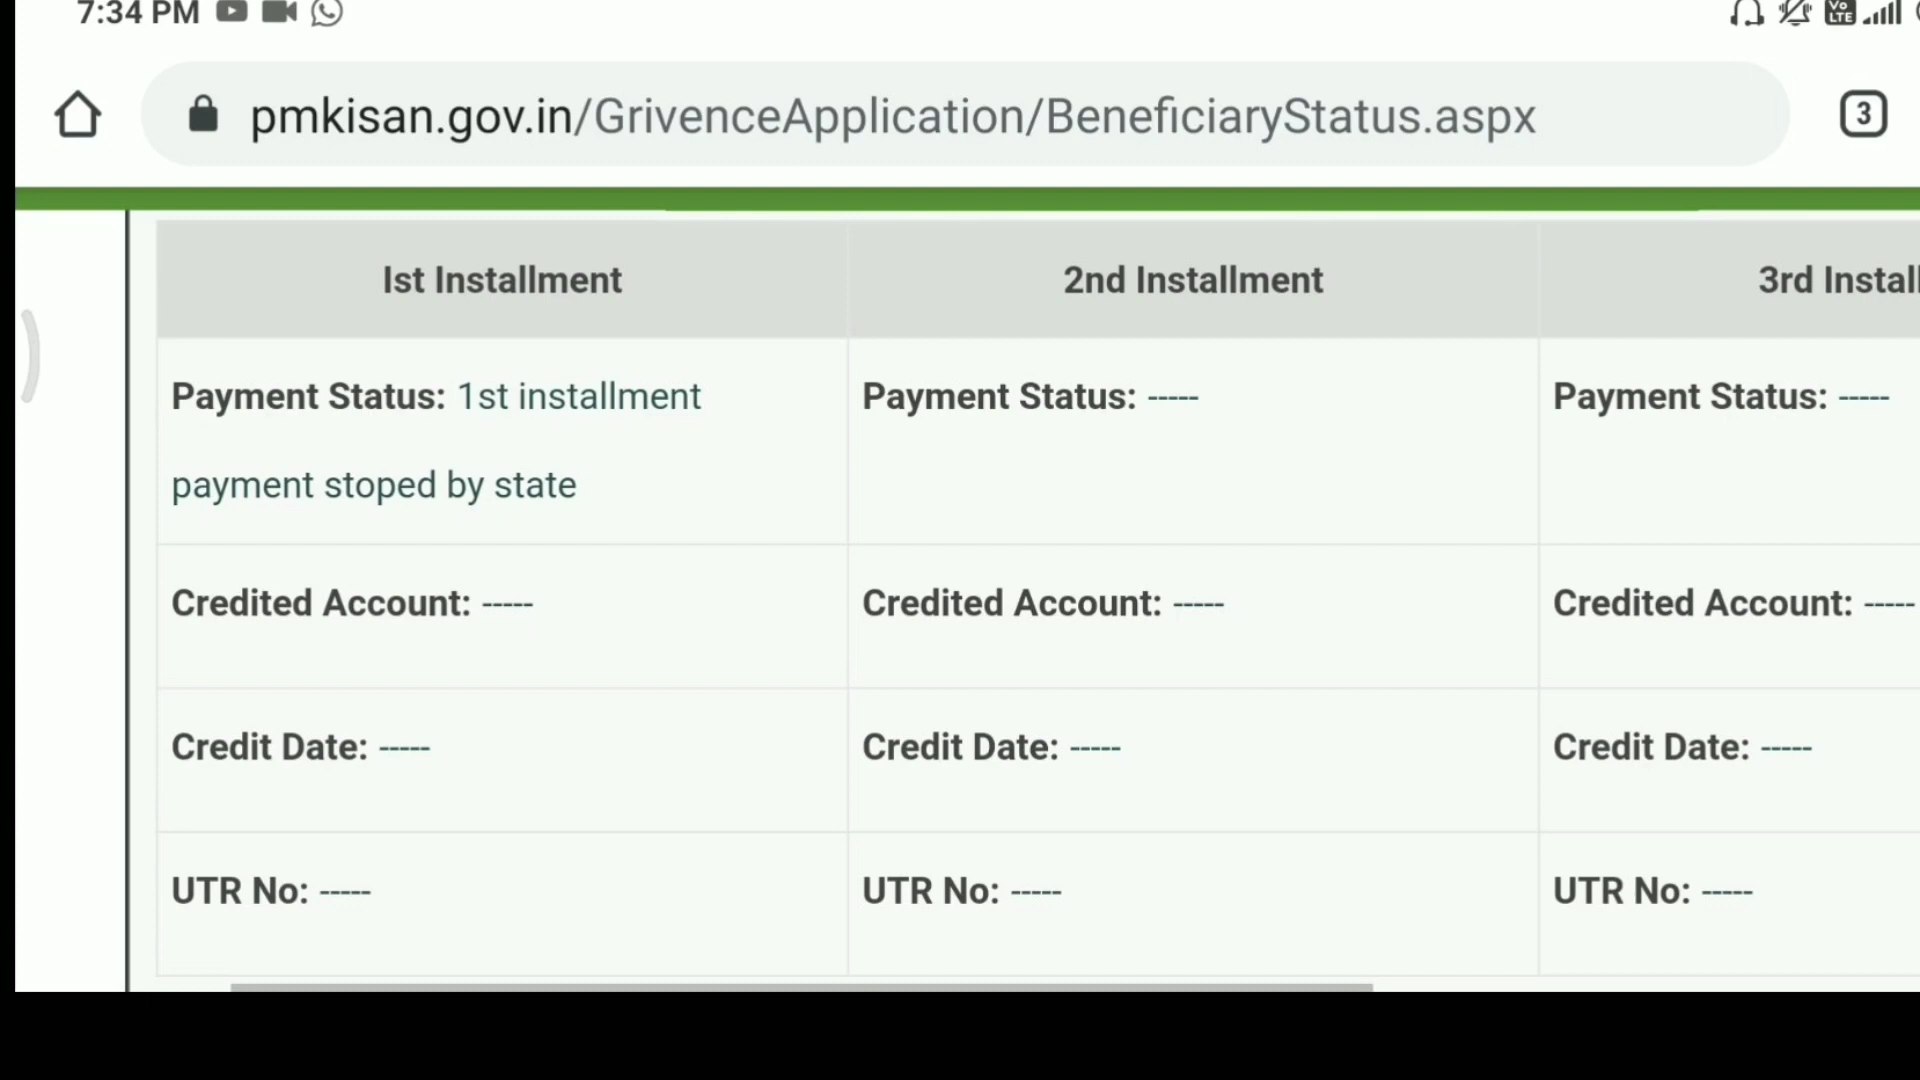 7:34 PM
Vo LTE
pmkisan.gov.in/GrivenceApplication/BeneficiaryStatus.aspx
3
Ist Installment
2nd Installment
3rd Install
Payment Status: 1st installment
payment stoped by state
Payment Status: -----
Payment Status: -----
Credited Account: -----
Credited Account: -----
Credited Account: -----
Credit Date: -----
Credit Date: -----
Credit Date: -----
UTR No: -----
UTR No: -----
UTR No: -----